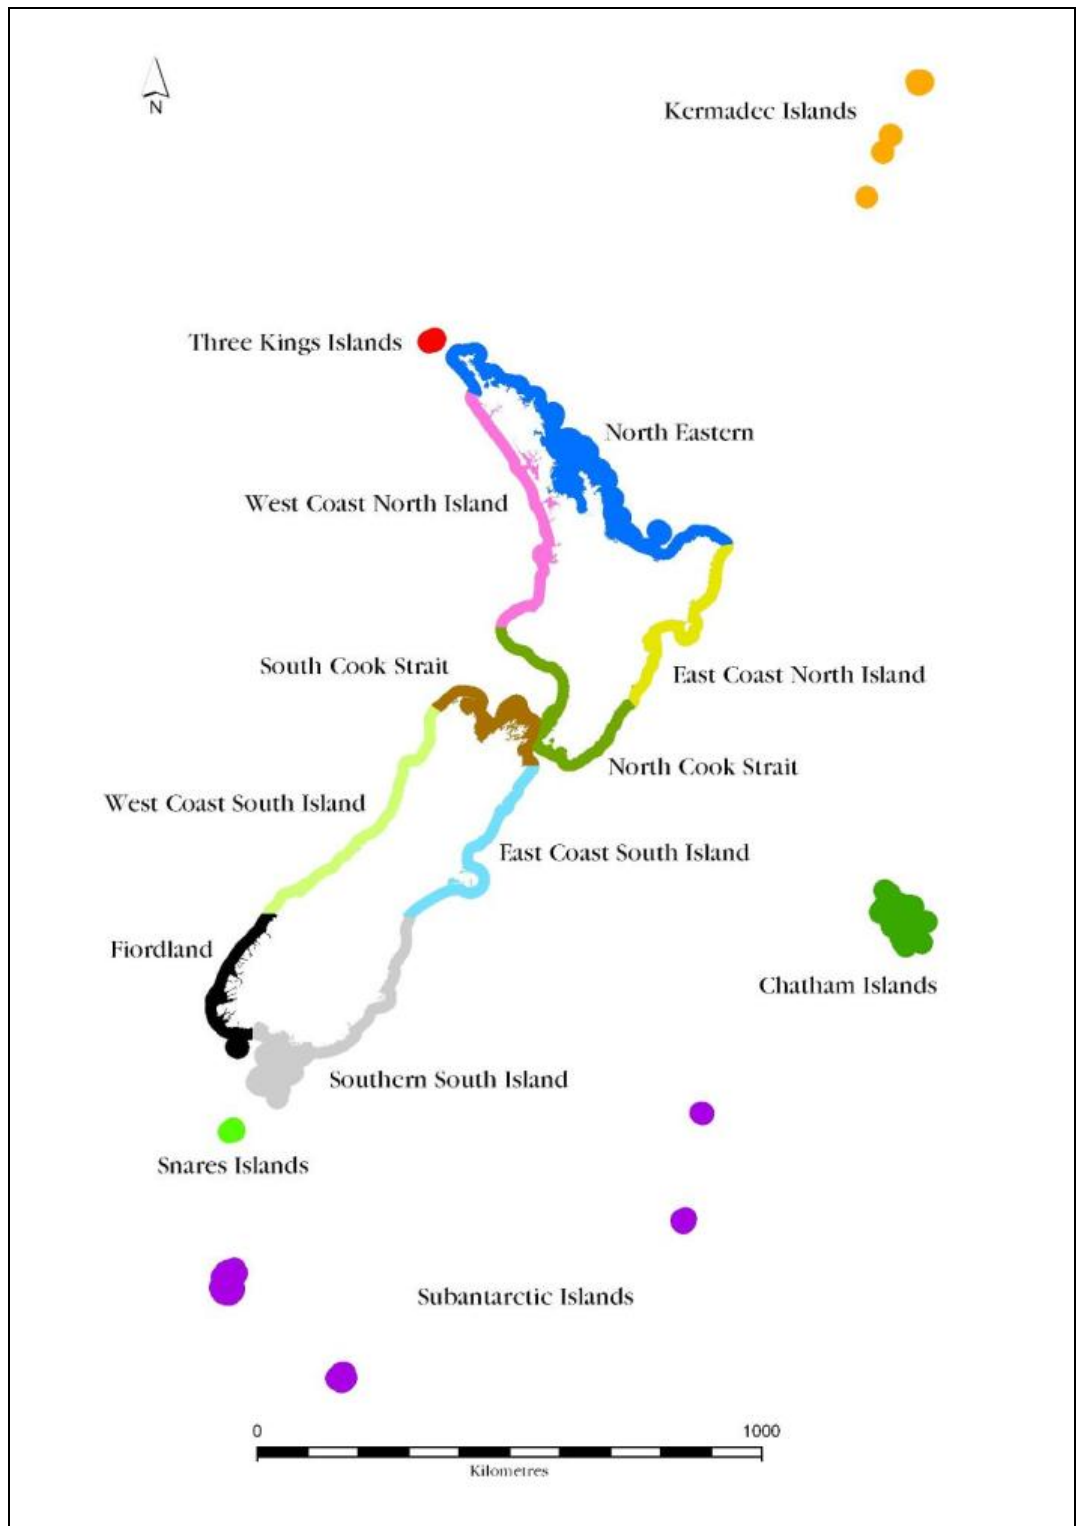 N
Kermadec Islands
Three Kings Islands
North Eastern
West Coast North Island
South Cook Strait
East Coast North Island
North Cook Strait
West Coast South Island
East Coast South Island
Fiordland
Chatham Islands
Southern South Island
Snares Islands
Subantarctic Islands
0 1000
Kilometres